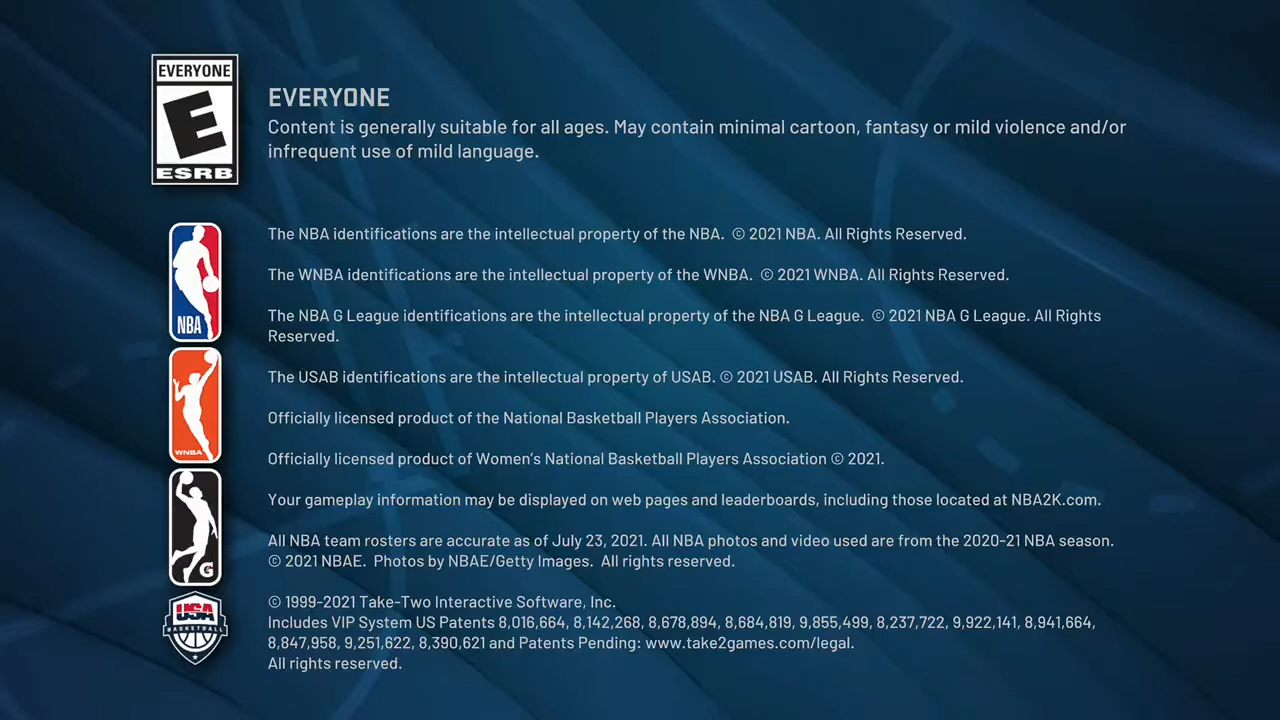 EVERYONE
E
ESRB
EVERYONE
Content is generally suitable for all ages. May contain minimal cartoon, fantasy or mild violence and/or
infrequent use of mild language.
The NBA identifications are the intellectual property of the NBA. © 2021 NBA. All Rights Reserved.
The WNBA identifications are the intellectual property of the WNBA. © 2021 WNBA. All Rights Reserved.
NBA
The NBA G League identifications are the intellectual property of the NBA G League. © 2021 NBA G League. All Rights
Reserved.
The USAB identifications are the intellectual property of USAB. © 2021 USAB. All Rights Reserved.
Officially licensed product of the National Basketball Players Association.
WNBA
Officially licensed product of Women's National Basketball Players Association © 2021.
Your gameplay information may be displayed on web pages and leaderboards, including those located at NBA2K.com.
All NBA team rosters are accurate as of July 23, 2021. All NBA photos and video used are from the 2020-21 NBA season.
© 2021 NBAE. Photos by NBAE/Getty Images. All rights reserved.
G
USA
BASKETBALL
© 1999-2021 Take-Two Interactive Software, Inc.
Includes VIP System US Patents 8,016,664, 8,142,268, 8,678,894, 8,684,819, 9,855,499, 8,237,722, 9,922,141, 8,941,664,
8,847,958, 9,251,622, 8,390,621 and Patents Pending: www.take2games.com/legal.
All rights reserved.